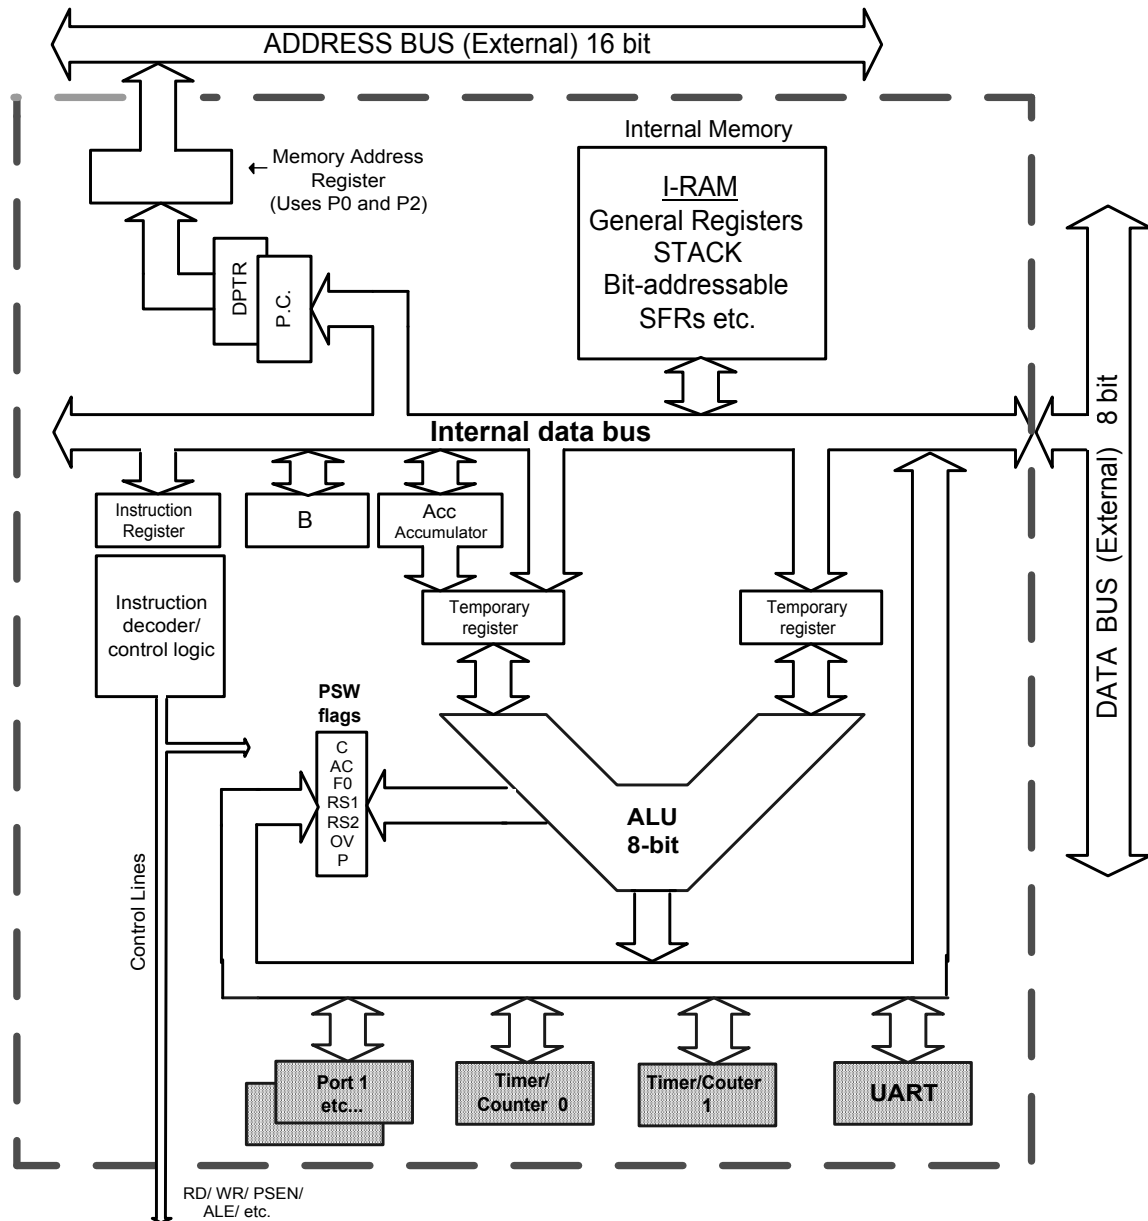 ADDRESS BUS (External) 16 bit
Internal Memory
Memory Address
Register
(Uses P0 and P2)
I-RAM
General Registers
STACK
Bit-addressable
SFRs etc.
DPTR
P.C.
Internal data bus
DATA BUS (External) 8 bit
Instruction
Register
B
Acc
Accumulator
Instruction
decoder/
control logic
Temporary
register
Temporary
register
PSW
flags
C
AC
F0
RS1
RS2
OV
P
ALU
8-bit
Control Lines
Port 1
etc...
Timer/
Counter 0
Timer/Couter
1
UART
RD/ WR/ PSEN/
ALE/ etc.